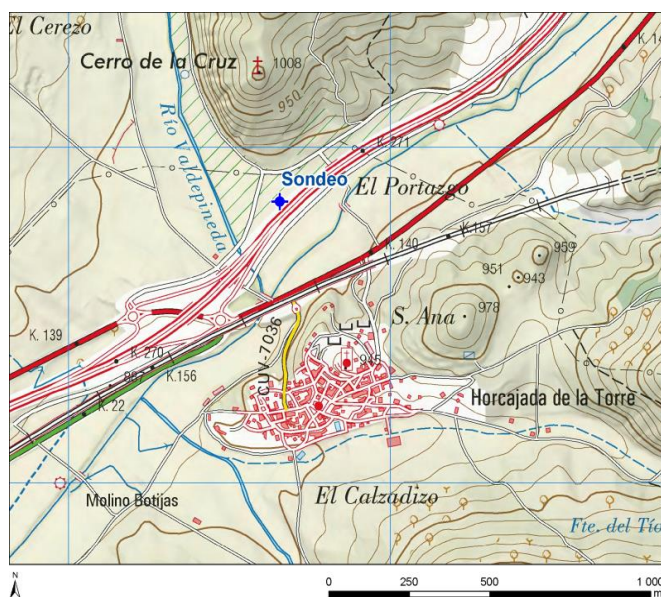 El Cerezo
Cerro de la Cruz
1008
950
K. 14
Río Valdepineda
K. 271
Sondeo
El Portazgo
K.157
K. 140
959
951
943
978
S. Ana
K. 139
CUV-7036
945
K. 270
K. 156
K. 22
Horcajada de la Torre
Molino Botijas
El Calzadizo
Fte. del Tío
N
0 250 500 1 000
m